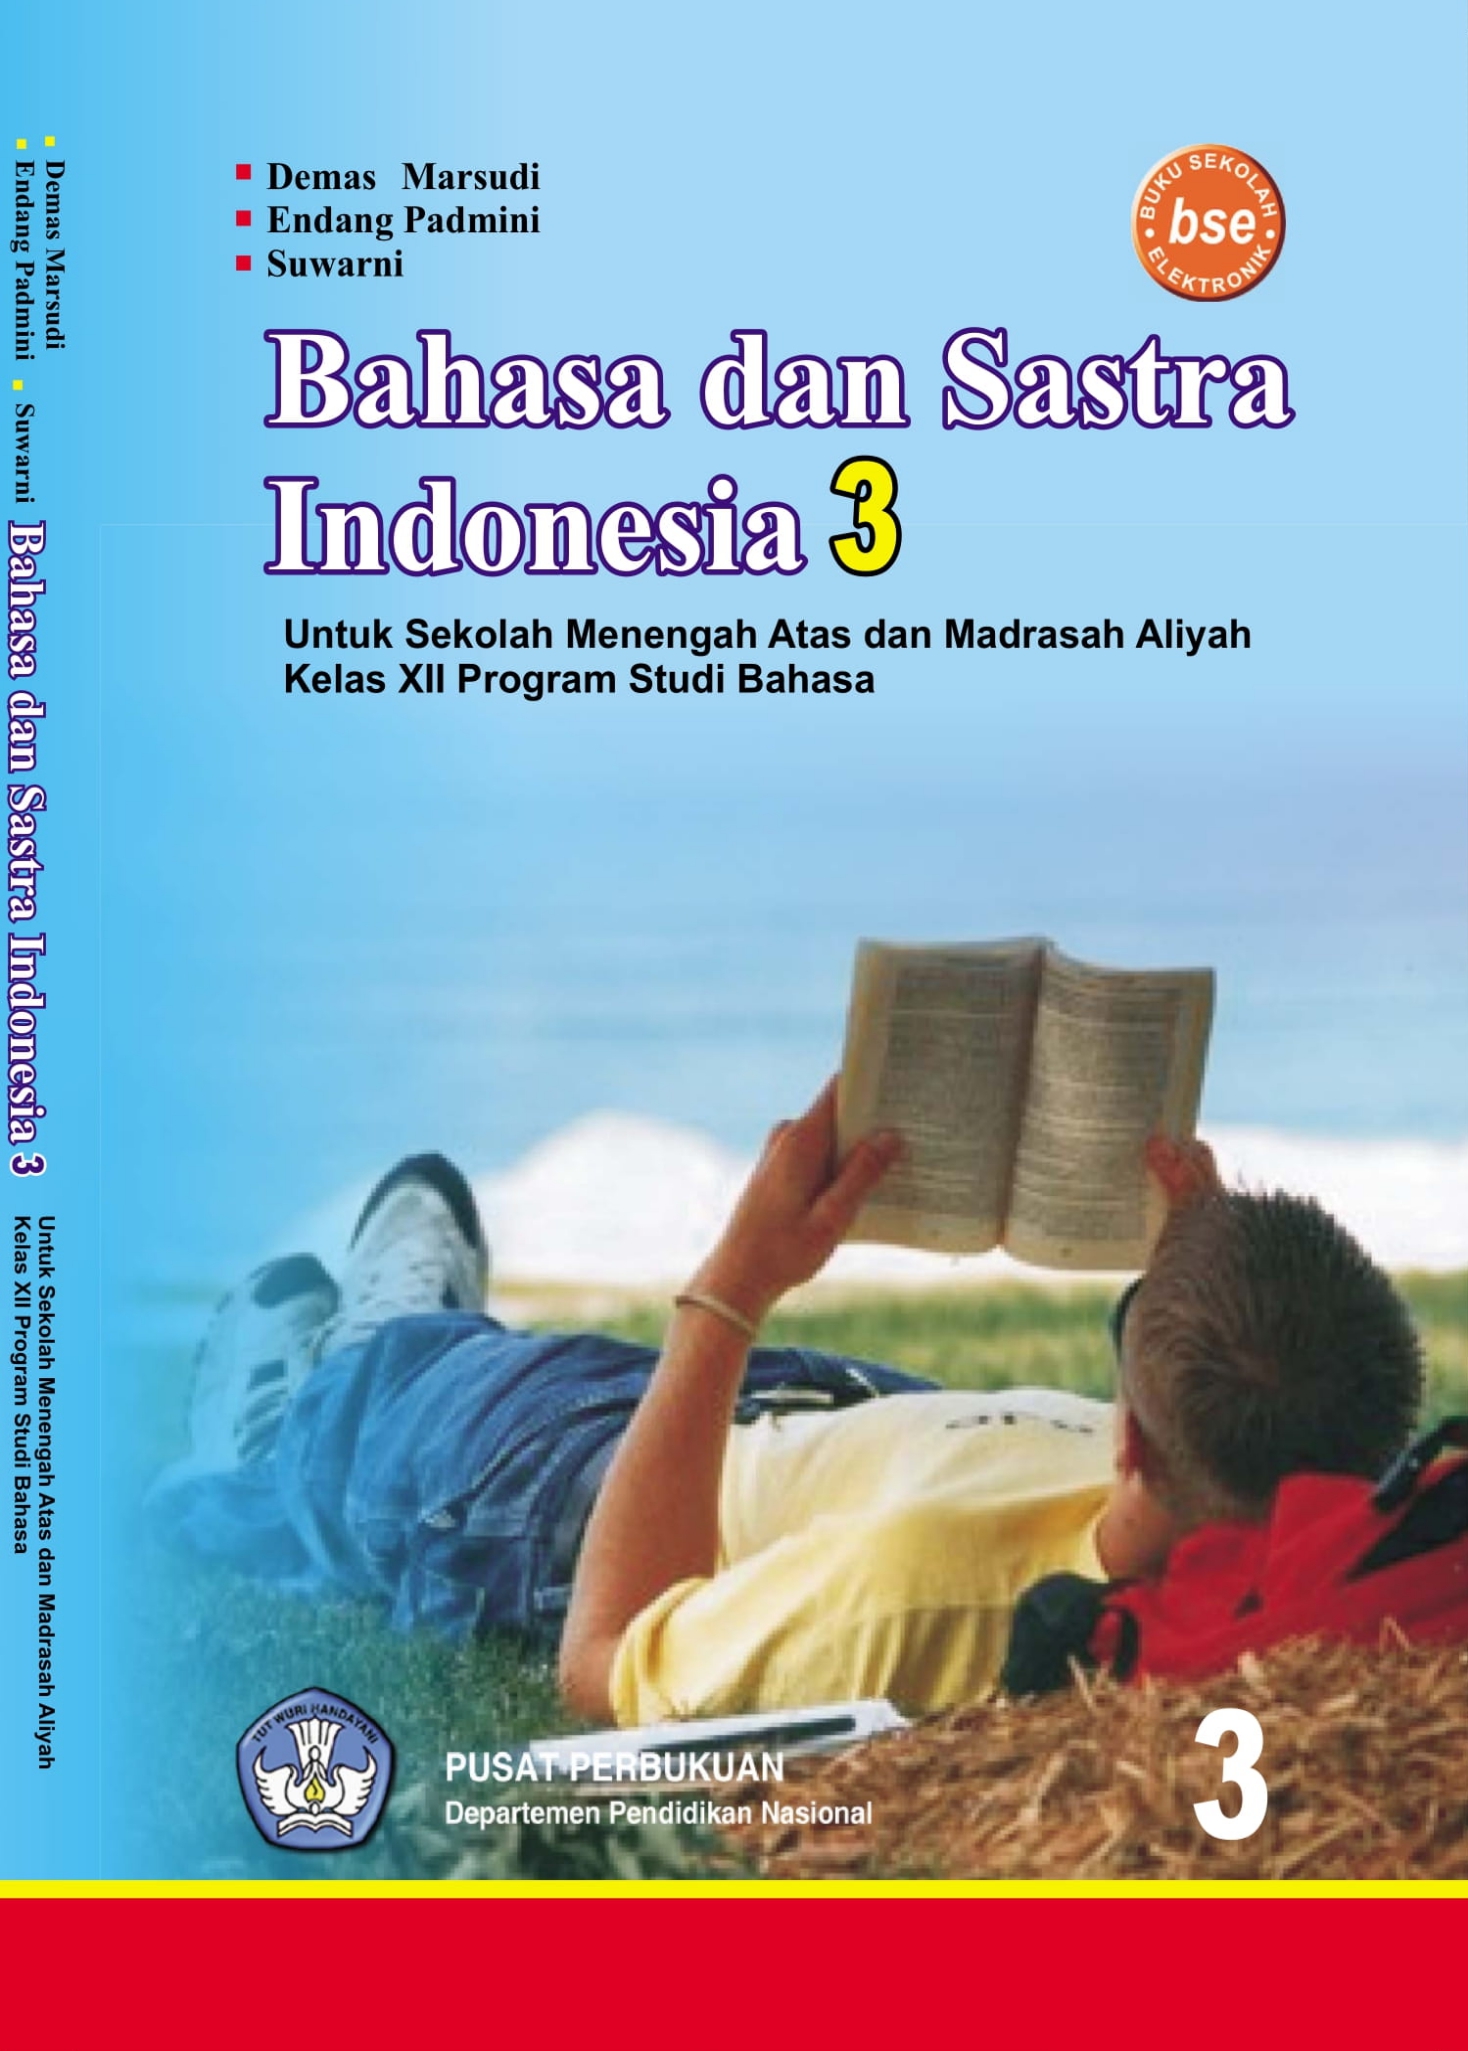 Demas Marsudi
Endang Padmini
Suwarni
Bahasa dan Sastra Indonesia 3
Untuk Sekolah Menengah Atas dan Madrasah Aliyah
Kelas XII Program Studi Bahasa
Demas Marsudi
Endang Padmini
Suwarni
BUKU SEKOLAH
bse
ELEKTRONIK
Bahasa dan Sastra
Indonesia 3
Untuk Sekolah Menengah Atas dan Madrasah Aliyah
Kelas XII Program Studi Bahasa
TUT WURI HANDAYANI
PUSAT PERBUKUAN
Departemen Pendidikan Nasional
3